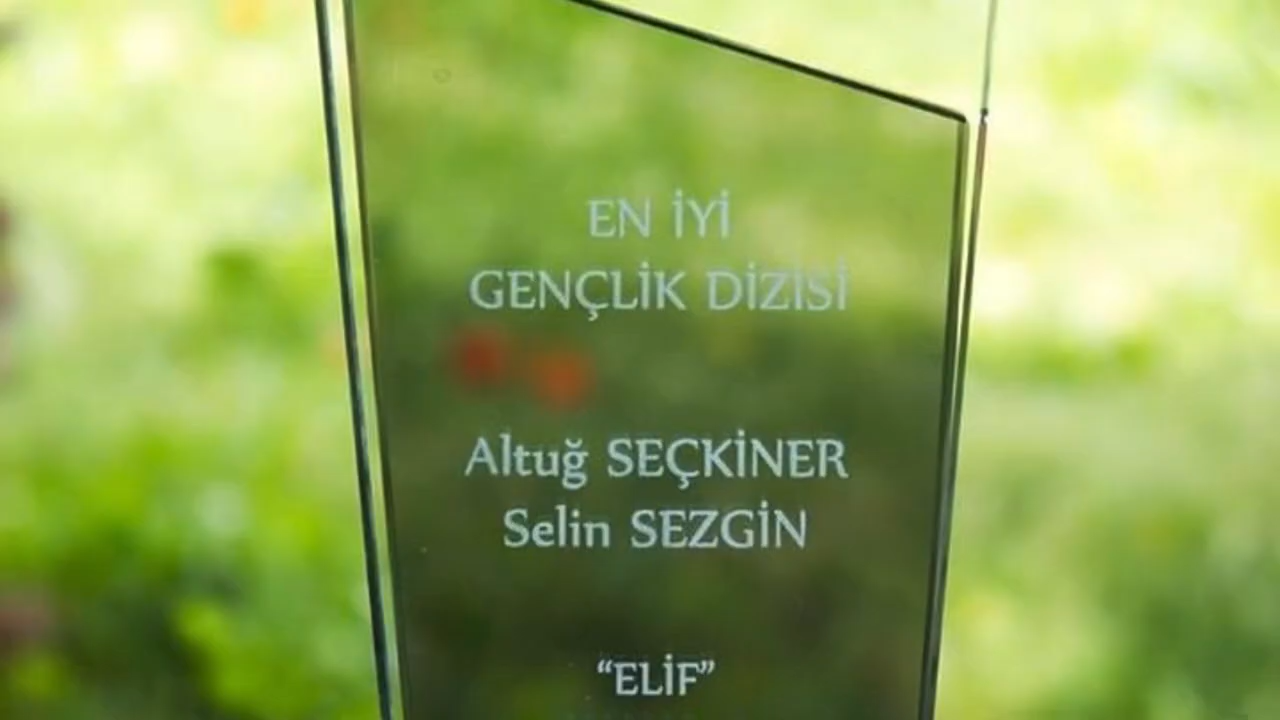 EN İYİ
GENÇLİK DİZİSİ
Altuğ SEÇKİNER
Selin SEZGİN
“ELİF”